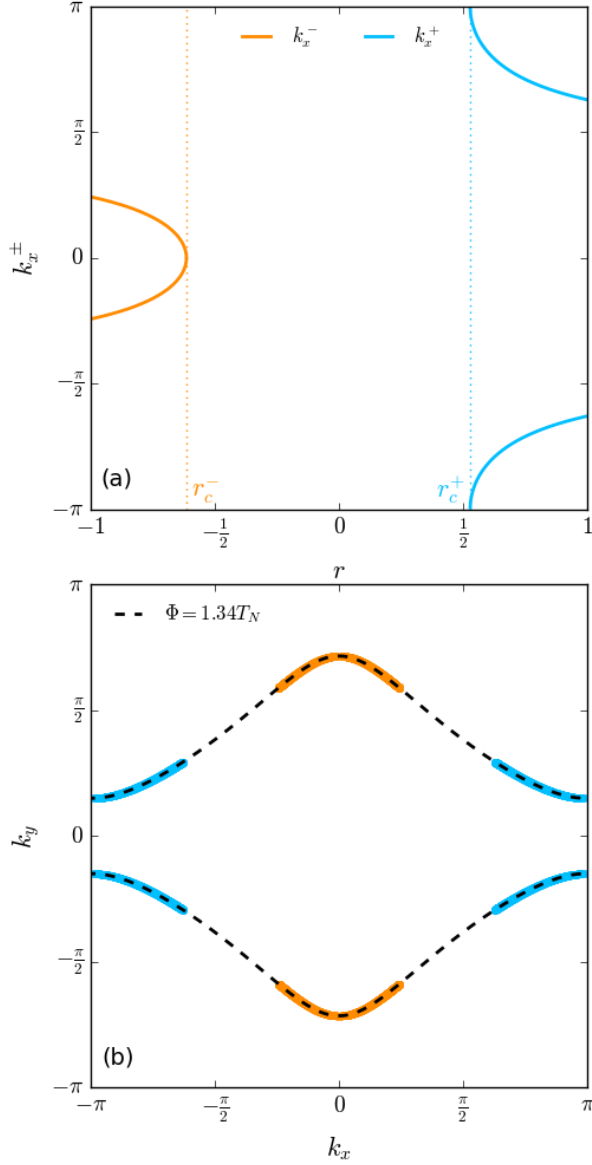 π
k_x^- k_x^+
π/2
0
k_x^±
-π/2
(a)
r_c^- r_c^+
-π
-1 -1/2 0 1/2 1
r
π
Φ = 1.34T_N
π/2
0
k_y
-π/2
(b)
-π
-π -π/2 0 π/2 π
k_x